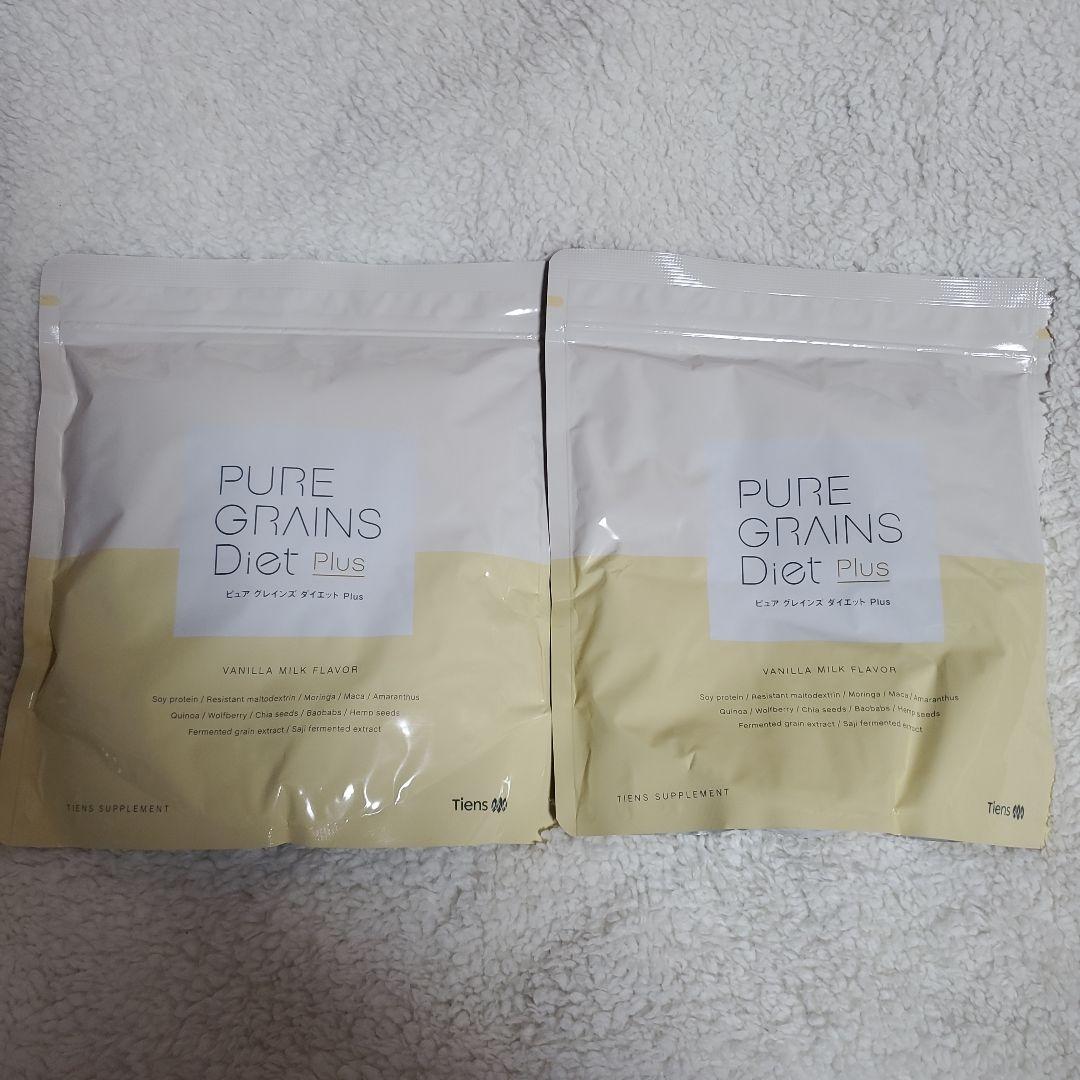 PURE
GRAINS
Diet Plus
ピュア グレインズ ダイエット Plus
VANILLA MILK FLAVOR
Soy protein / Resistant maltodextrin / Moringa / Maca / Amaranthus
Quinoa / Wolfberry / Chia seeds / Baobabs / Hemp seeds
Fermented grain extract / Saji fermented extract
TIENS SUPPLEMENT
Tiens
PURE
GRAINS
Diet Plus
ピュア グレインズ ダイエット Plus
VANILLA MILK FLAVOR
Soy protein / Resistant maltodextrin / Moringa / Maca / Amaranthus
Quinoa / Wolfberry / Chia seeds / Baobabs / Hemp seeds
Fermented grain extract / Saji fermented extract
TIENS SUPPLEMENT
Tiens